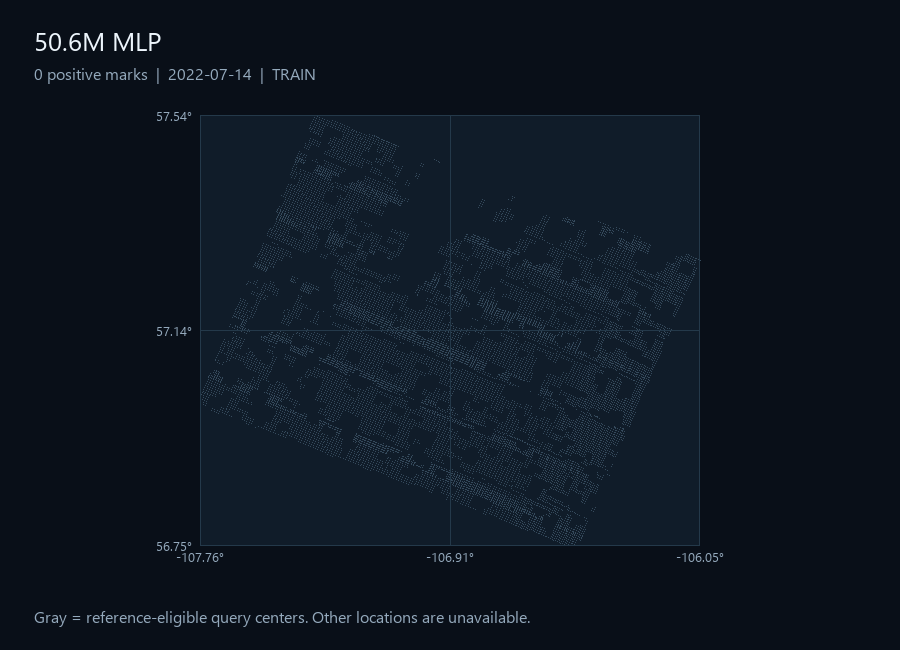 50.6M MLP
0 positive marks | 2022-07-14 | TRAIN
57.54°
57.14°
56.75°
-107.76°
-106.91°
-106.05°
Gray = reference-eligible query centers. Other locations are unavailable.